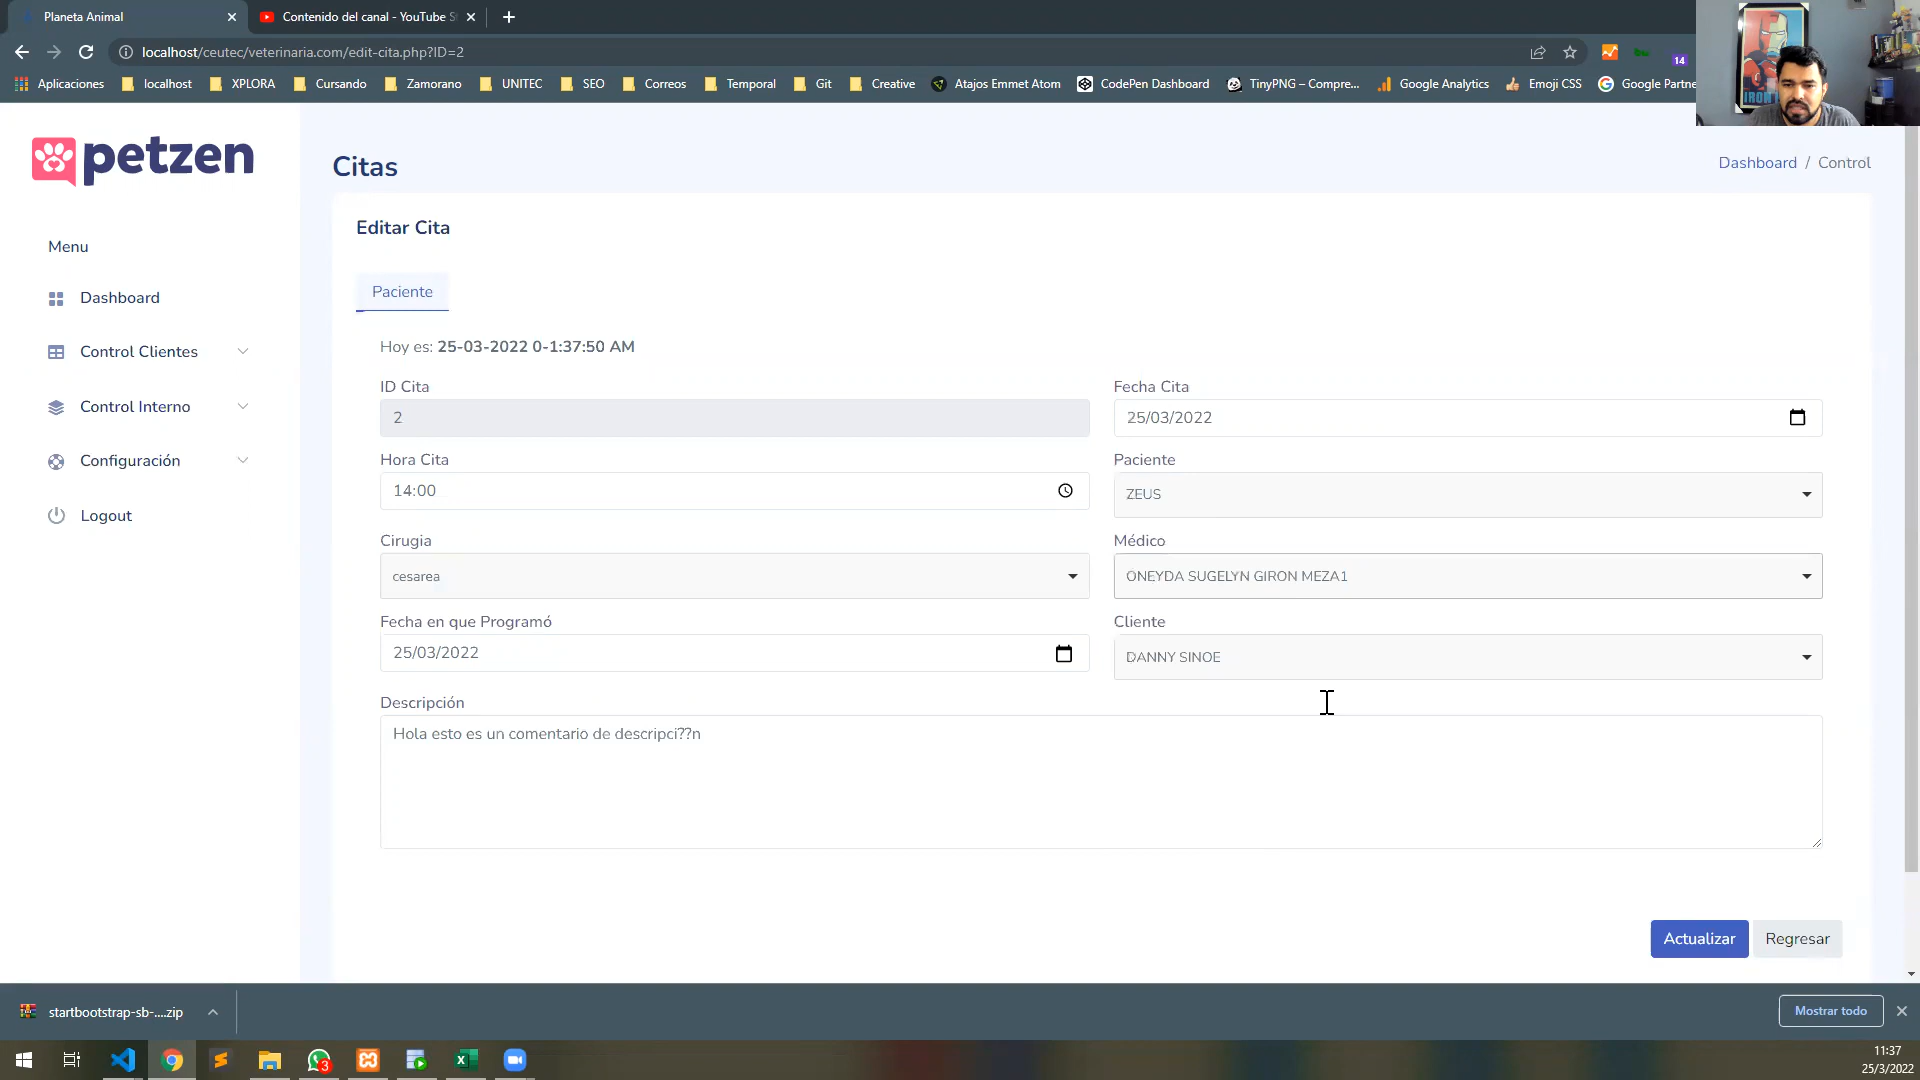 Planeta Animal
Contenido del canal - YouTube S
localhost/ceutec/veterinaria.com/edit-cita.php?ID=2
14
Aplicaciones
localhost
XPLORA
Cursando
Zamorano
UNITEC
SEO
Correos
Temporal
Git
Creative
Atajos Emmet Atom
CodePen Dashboard
TinyPNG – Compre...
Google Analytics
Emoji CSS
Google Partne
IRON
petzen
Menu
Dashboard
Control Clientes
Control Interno
Configuración
Logout
Citas
Dashboard / Control
Editar Cita
Paciente
Hoy es: 25-03-2022 0-1:37:50 AM
ID Cita
2
Fecha Cita
25/03/2022
Hora Cita
14:00
Paciente
ZEUS
Cirugia
cesarea
Médico
ONEYDA SUGELYN GIRON MEZA1
Fecha en que Programó
25/03/2022
Cliente
DANNY SINOE
Descripción
Hola esto es un comentario de descripci??n
Actualizar
Regresar
startbootstrap-sb-....zip
Mostrar todo
3
11:37
25/3/2022